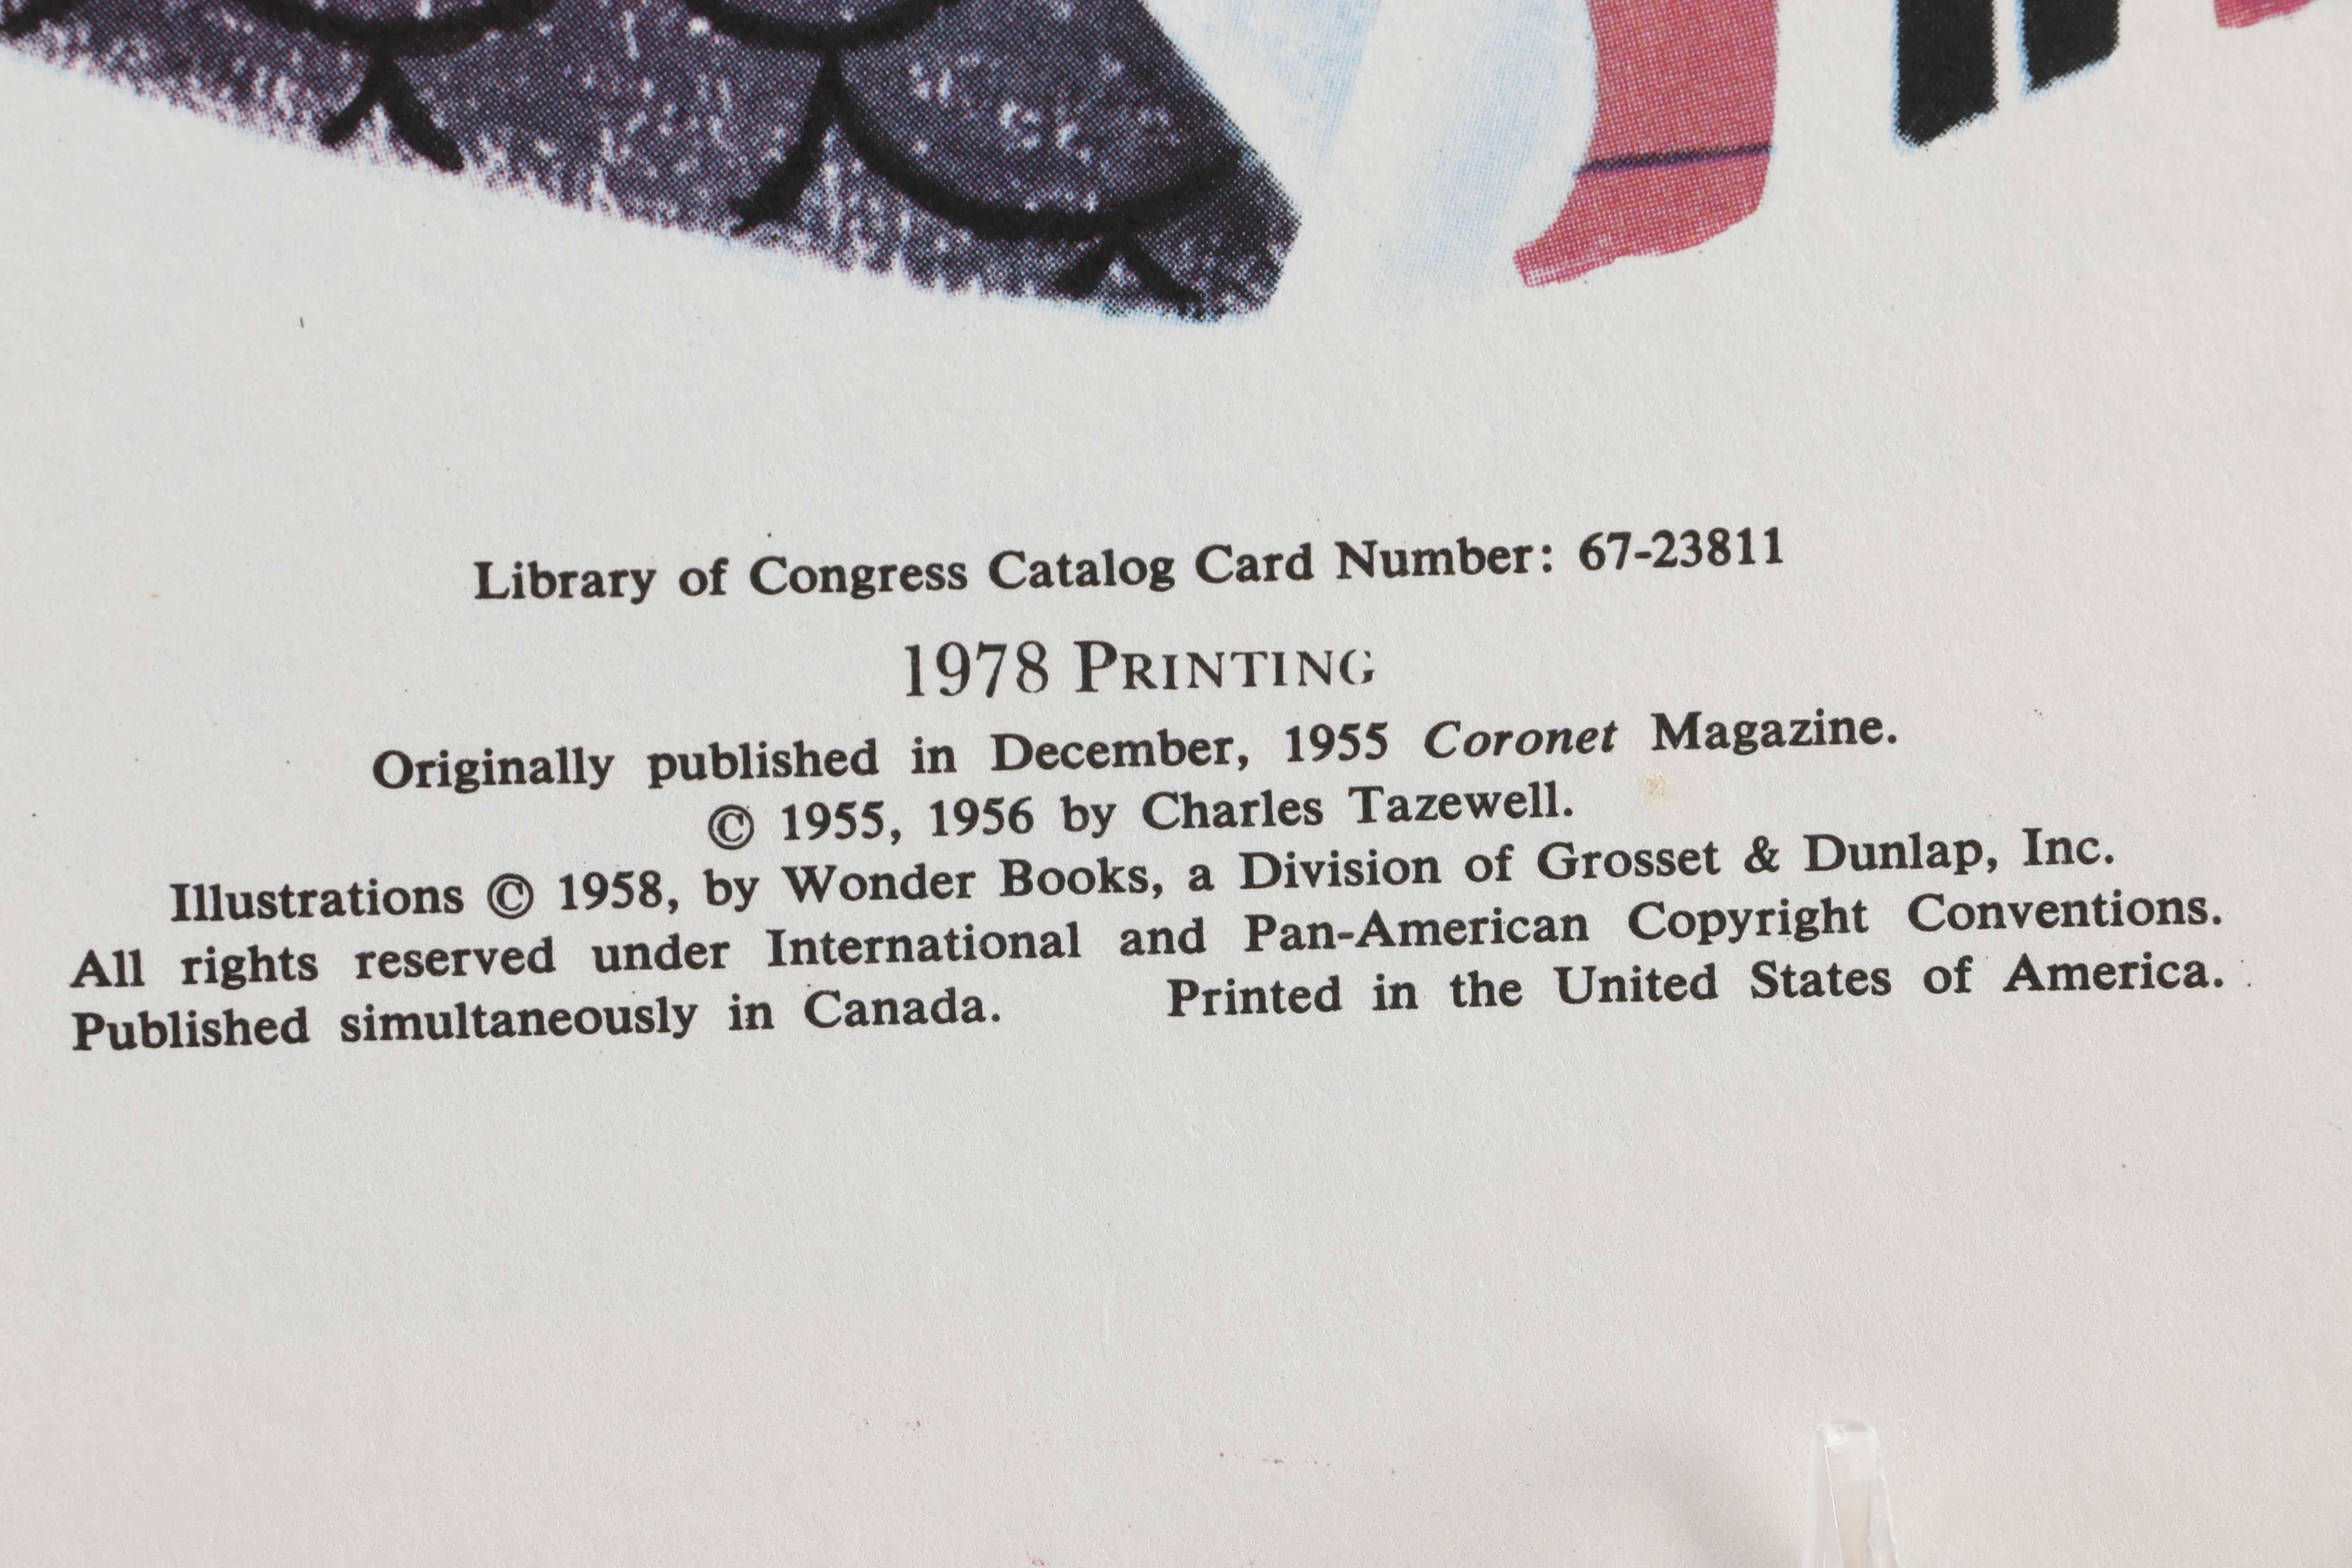 Library of Congress Catalog Card Number: 67-23811
1978 PRINTING
Originally published in December, 1955 Coronet Magazine.
© 1955, 1956 by Charles Tazewell.
Illustrations © 1958, by Wonder Books, a Division of Grosset & Dunlap, Inc.
All rights reserved under International and Pan-American Copyright Conventions.
Published simultaneously in Canada. Printed in the United States of America.